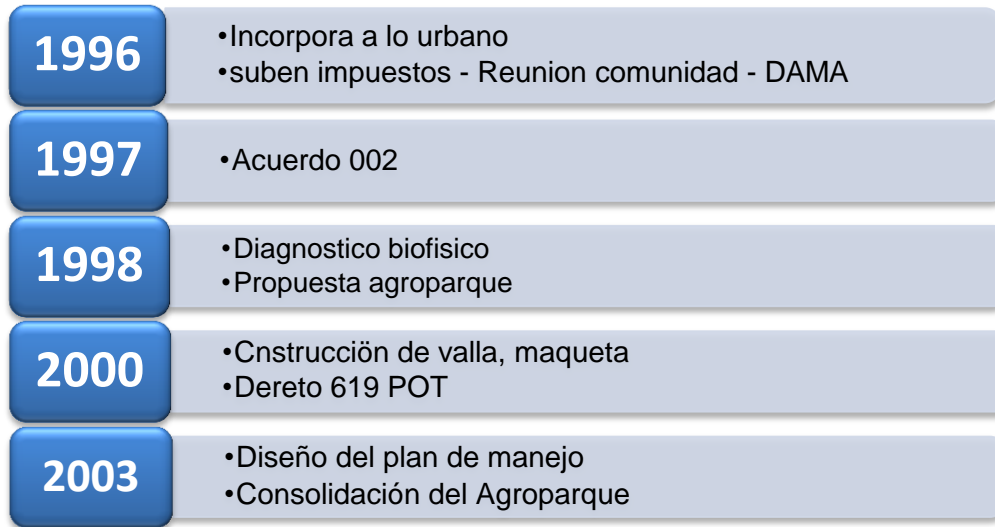 1996
•Incorpora a lo urbano
•suben impuestos - Reunion comunidad - DAMA
1997
•Acuerdo 002
1998
•Diagnostico biofisico
•Propuesta agroparque
2000
•Cnstrucciön de valla, maqueta
•Dereto 619 POT
2003
•Diseño del plan de manejo
•Consolidación del Agroparque